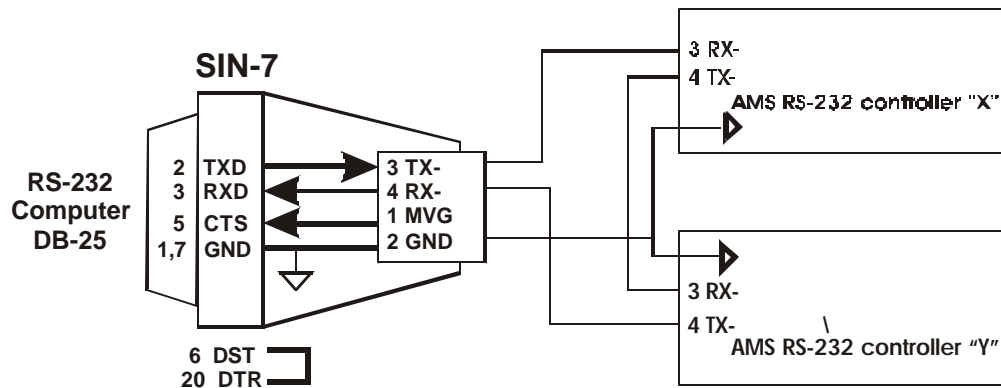 SIN-7
RS-232
Computer
DB-25
2 TXD
3 RXD
5 CTS
1,7 GND
3 TX-
4 RX-
1 MVG
2 GND
6 DST
20 DTR
3 RX-
4 TX-
AMS RS-232 controller "X"
3 RX-
4 TX-
\
AMS RS-232 controller “Y”